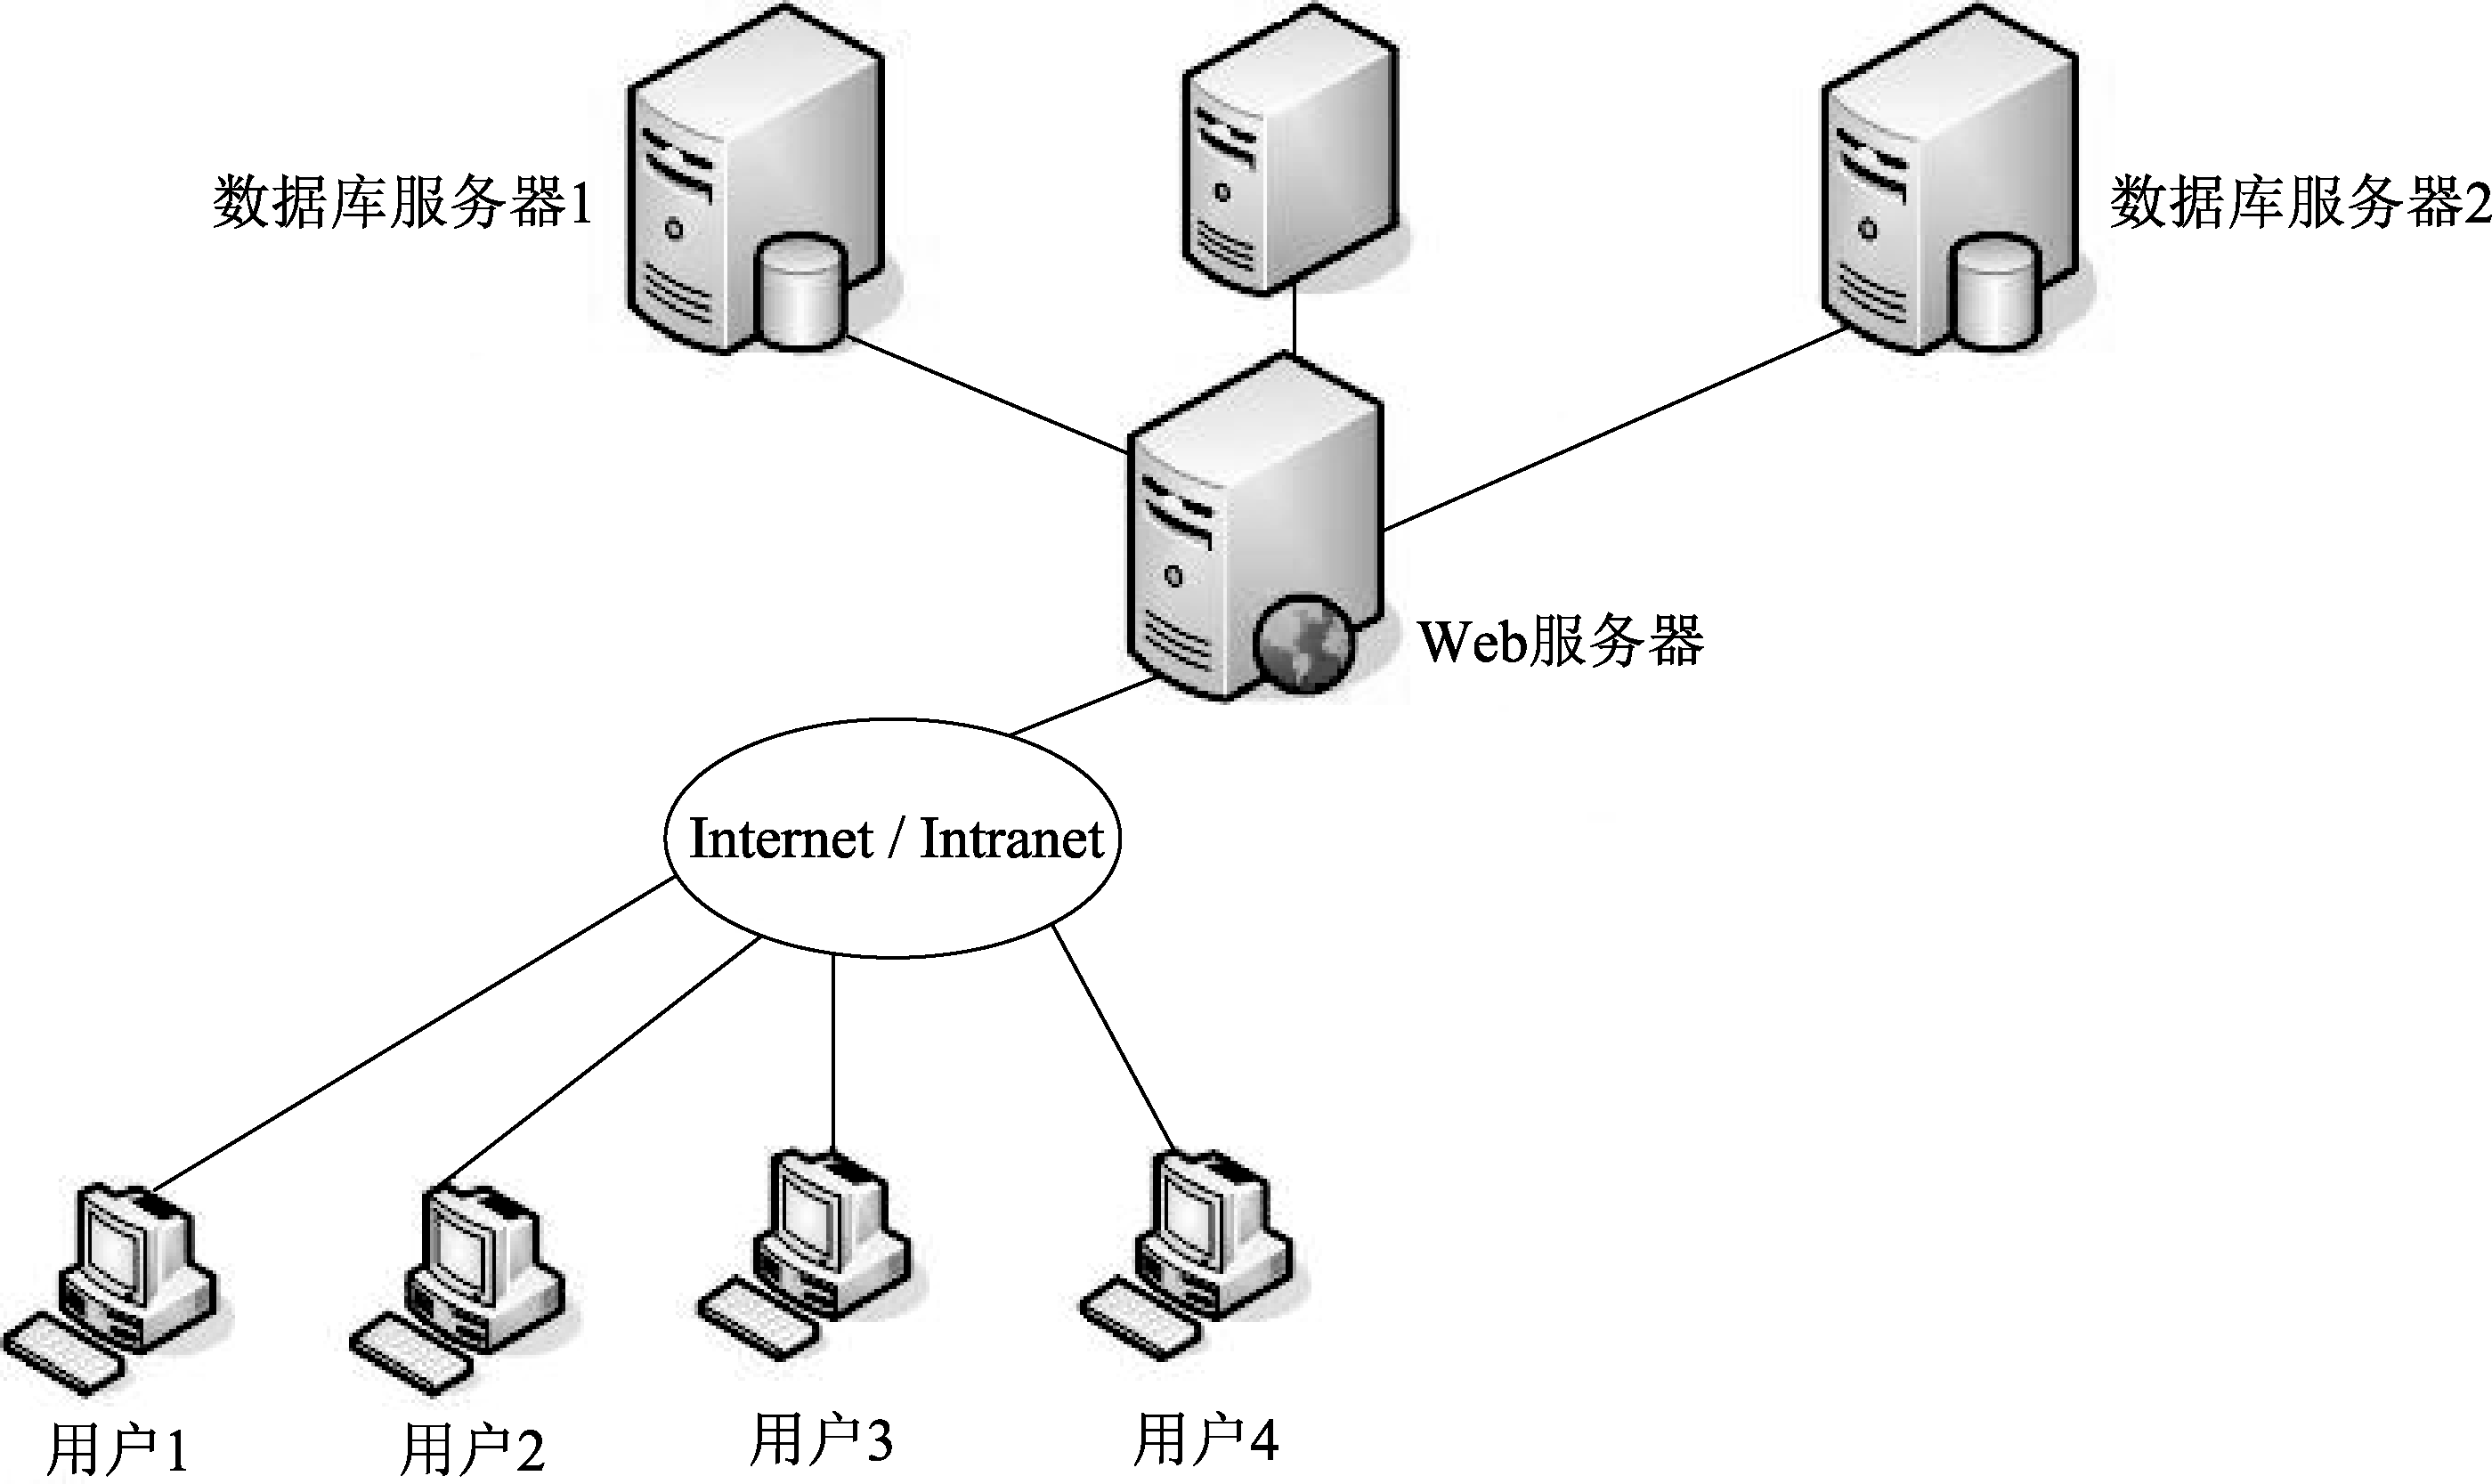 数据库服务器1
数据库服务器2
Web服务器
Internet / Intranet
用户1
用户2
用户3
用户4